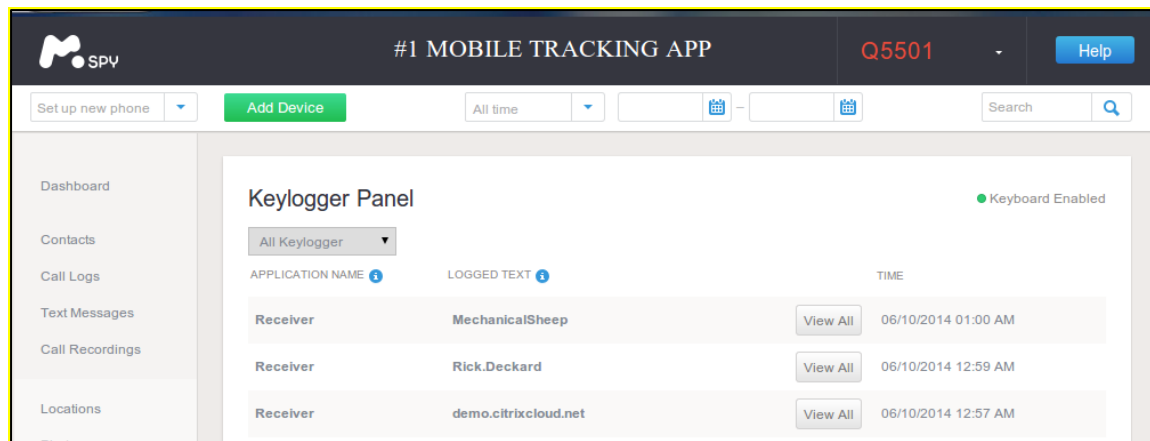 m.SPY #1 MOBILE TRACKING APP Q5501 Help
Set up new phone Add Device All time – Search
Dashboard
Keylogger Panel
Keyboard Enabled
Contacts
All Keylogger
Call Logs
APPLICATION NAME LOGGED TEXT TIME
Text Messages
Receiver MechanicalSheep View All 06/10/2014 01:00 AM
Call Recordings
Receiver Rick.Deckard View All 06/10/2014 12:59 AM
Locations
Receiver demo.citrixcloud.net View All 06/10/2014 12:57 AM